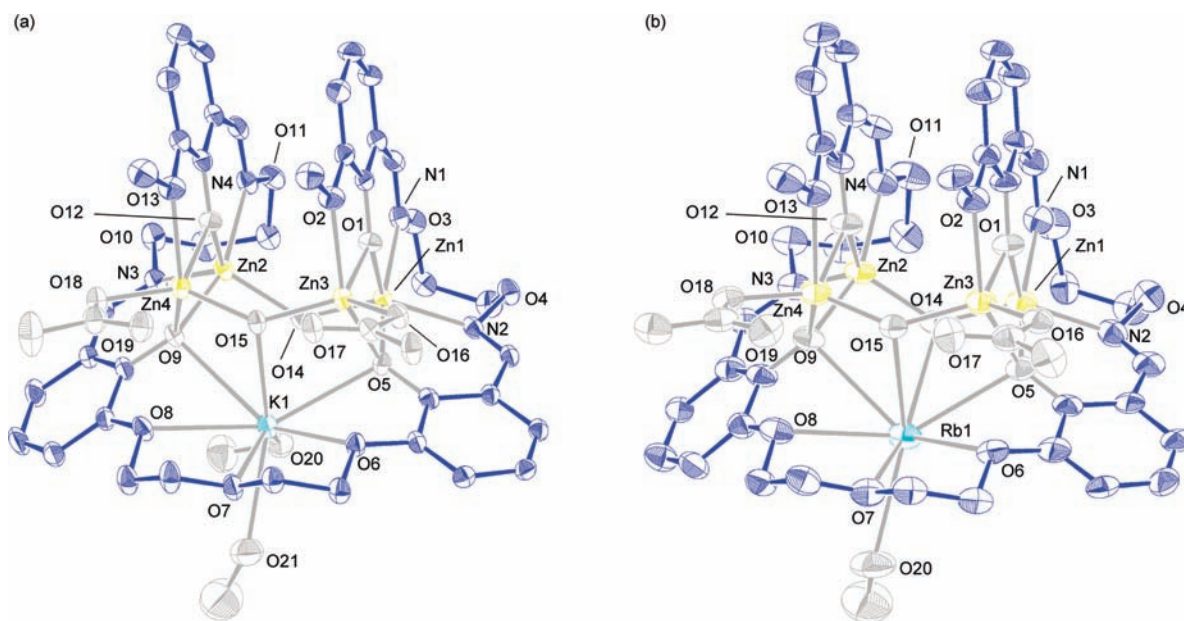 (a)
O11
O13
N4
N1
O12
O2
O1
O3
O10
Zn1
N3
Zn2
O18
Zn3
O4
Zn4
N2
O15
O17
O16
O19
O9
O14
O5
K1
O8
O20
O6
O7
O21
(b)
O11
N4
N1
O13
O12
O2
O3
O10
O1
Zn1
N3
Zn2
Zn3
O18
O14
O4
Zn4
O16
N2
O15
O17
O19
O9
O5
O8
Rb1
O6
O7
O20